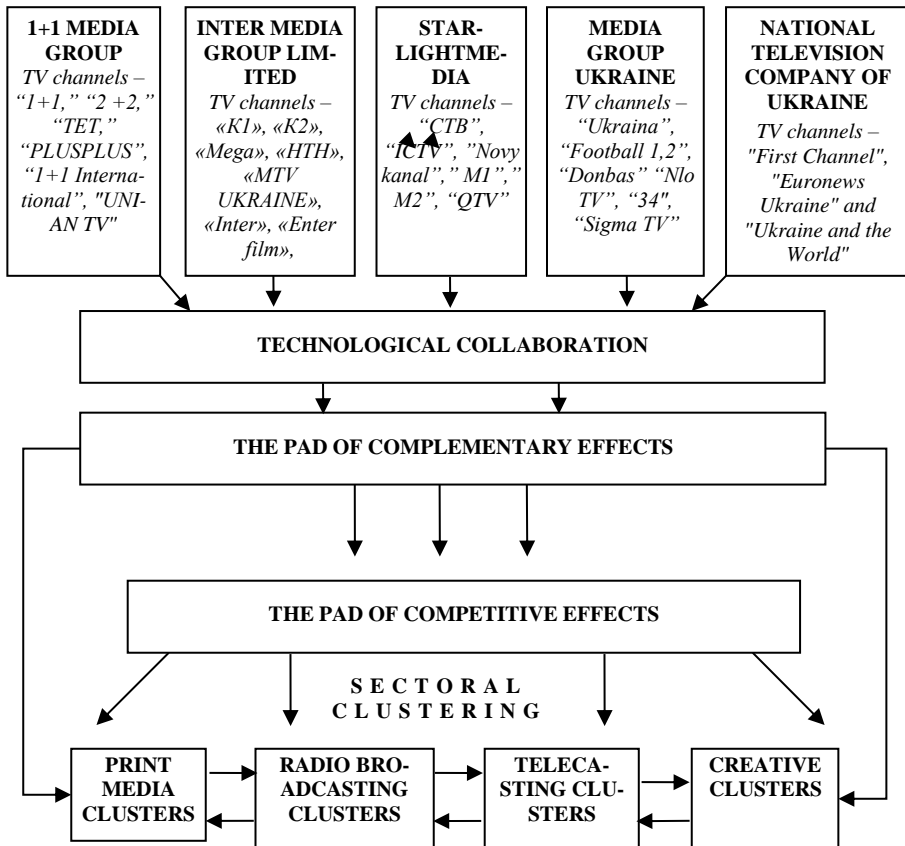 1+1 MEDIA
GROUP
TV channels –
“1+1,” “2 +2,”
“TET,”
“PLUSPLUS”,
“1+1 Interna-
tional”, "UNI-
AN TV"
INTER MEDIA
GROUP LIM-
ITED
TV channels –
«K1», «K2»,
«Mega», «HTH»,
«MTV
UKRAINE»,
«Inter», «Enter
film»,
STAR-
LIGHTME-
DIA
TV channels –
“CTB”,
“ICTV”, ”Novy
kanal”,” M1”,”
M2”, “QTV”
MEDIA
GROUP
UKRAINE
TV channels –
“Ukraina”,
“Football 1,2”,
“Donbas” “Nlo
TV”, “34",
“Sigma TV”
NATIONAL
TELEVISION
COMPANY OF
UKRAINE
TV channels –
"First Channel",
"Euronews
Ukraine" and
"Ukraine and the
World"
TECHNOLOGICAL COLLABORATION
THE PAD OF COMPLEMENTARY EFFECTS
THE PAD OF COMPETITIVE EFFECTS
SECTORAL
CLUSTERING
PRINT
MEDIA
CLUSTERS
RADIO BRO-
ADCASTING
CLUSTERS
TELECA-
STING CLU-
STERS
CREATIVE
CLUSTERS